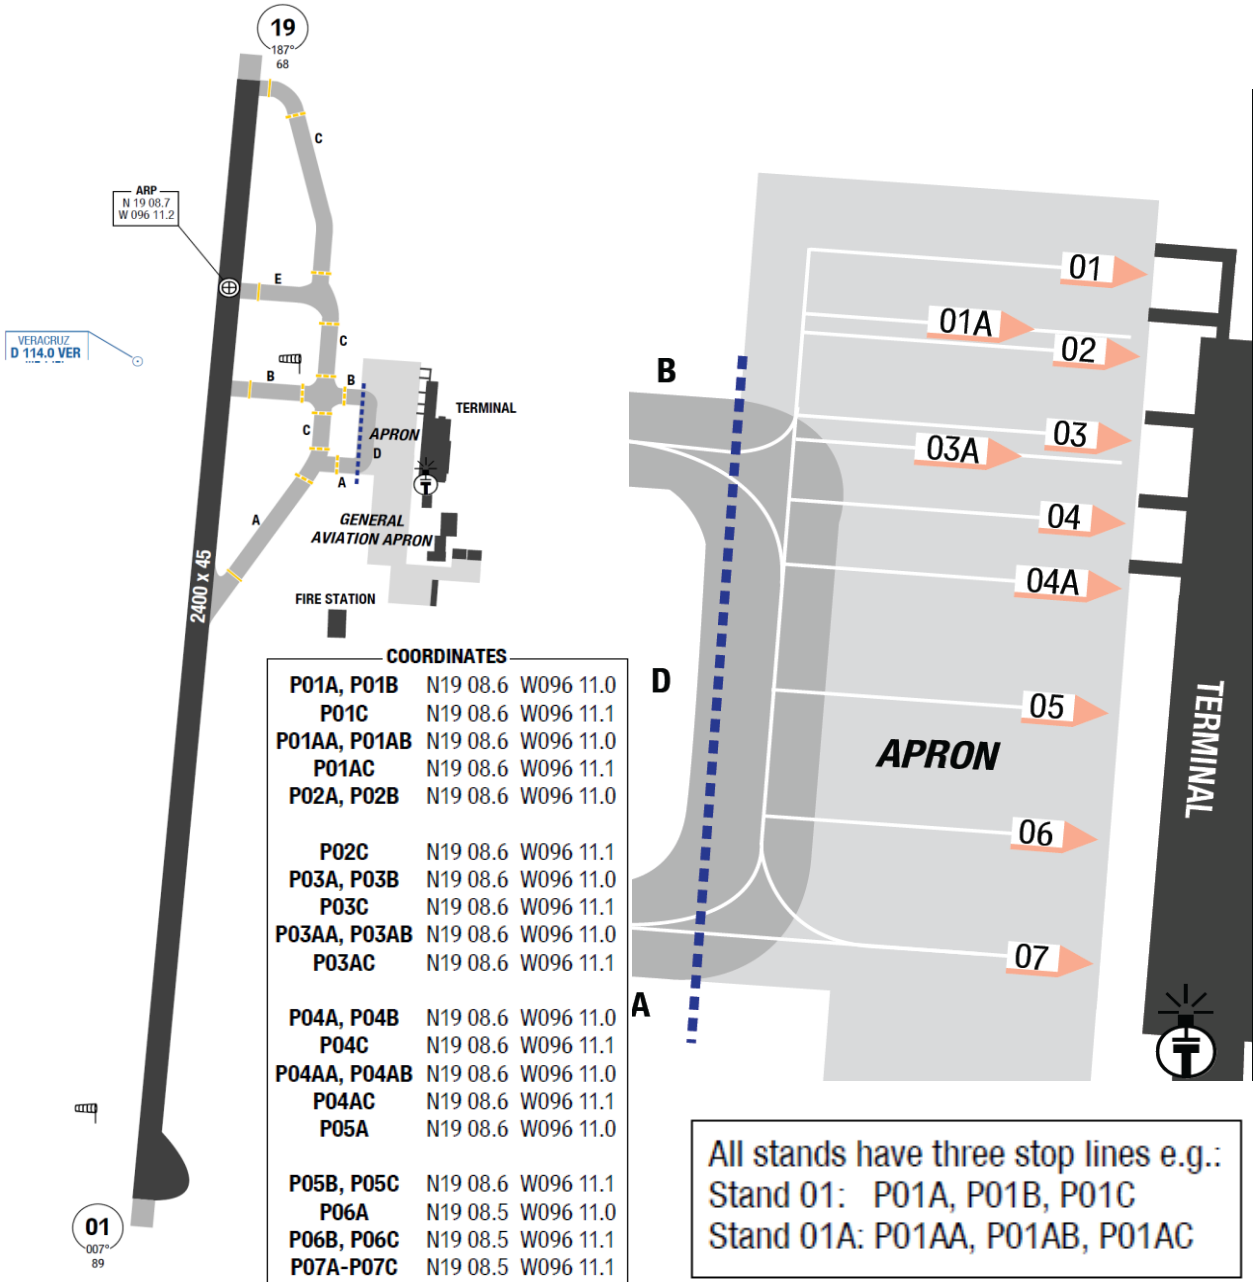 19
187°
68
C
ARP
N 19 08.7
W 096 11.2
E
VERACRUZ
D 114.0 VER
C
B
B
TERMINAL
C
APRON
D
A
A
GENERAL
AVIATION APRON
2400 x 45
FIRE STATION
01
007°
89
COORDINATES
P01A, P01B N19 08.6 W096 11.0
P01C N19 08.6 W096 11.1
P01AA, P01AB N19 08.6 W096 11.0
P01AC N19 08.6 W096 11.1
P02A, P02B N19 08.6 W096 11.0
P02C N19 08.6 W096 11.1
P03A, P03B N19 08.6 W096 11.0
P03C N19 08.6 W096 11.1
P03AA, P03AB N19 08.6 W096 11.0
P03AC N19 08.6 W096 11.1
P04A, P04B N19 08.6 W096 11.0
P04C N19 08.6 W096 11.1
P04AA, P04AB N19 08.6 W096 11.0
P04AC N19 08.6 W096 11.1
P05A N19 08.6 W096 11.0
P05B, P05C N19 08.6 W096 11.1
P06A N19 08.5 W096 11.0
P06B, P06C N19 08.5 W096 11.1
P07A-P07C N19 08.5 W096 11.1
01
01A
02
B
03
03A
04
04A
D
05
APRON
TERMINAL
06
07
A
All stands have three stop lines e.g.:
Stand 01: P01A, P01B, P01C
Stand 01A: P01AA, P01AB, P01AC